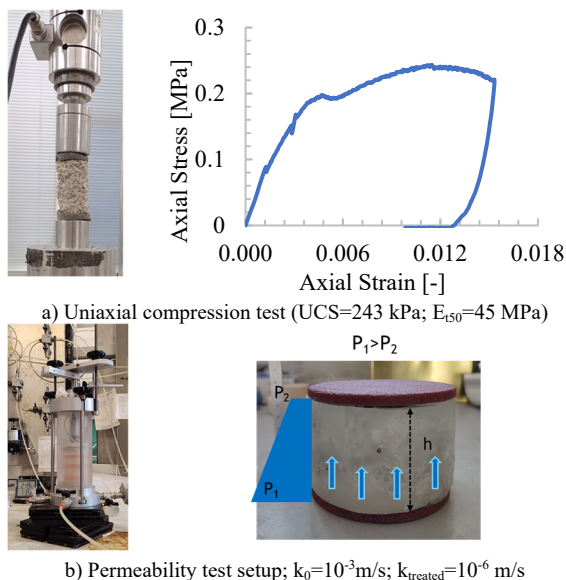 0.3
0.2
0.1
0
Axial Stress [MPa]
0.000 0.006 0.012 0.018
Axial Strain [-]
a) Uniaxial compression test (UCS=243 kPa; Et50=45 MPa)
P1>P2
P2
h
P1
b) Permeability test setup; k0=10-3m/s; ktreated=10-6 m/s